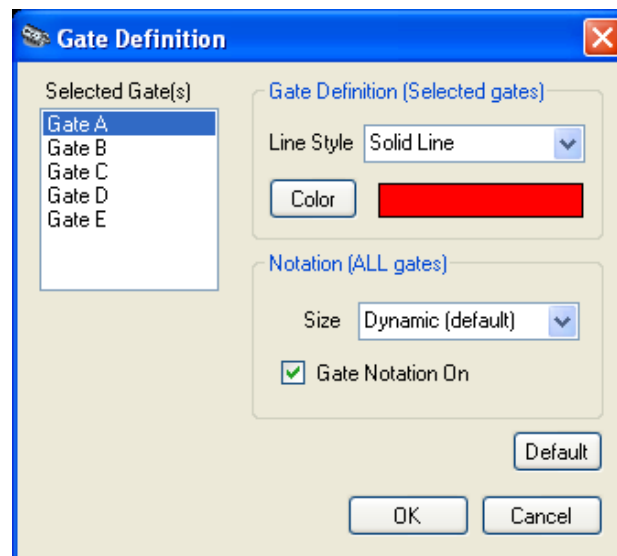 Gate Definition
Selected Gate(s)
Gate A
Gate B
Gate C
Gate D
Gate E
Gate Definition (Selected gates)
Line Style Solid Line
Color
Notation (ALL gates)
Size Dynamic (default)
Gate Notation On
Default
OK Cancel